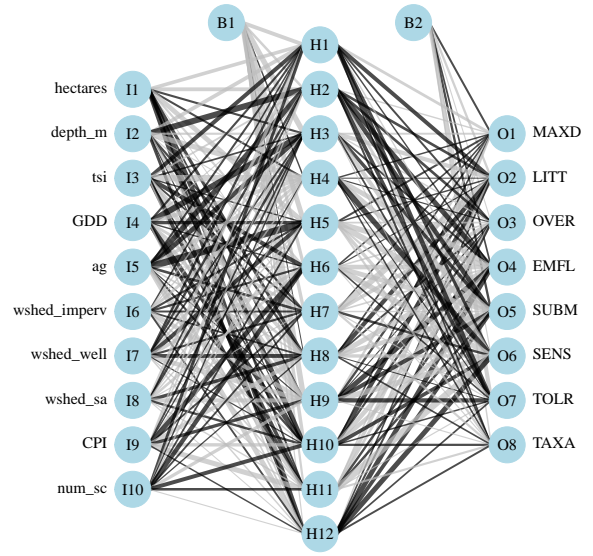 B1
B2
H1
hectares I1 H2
depth_m I2 H3 O1 MAXD
tsi I3 H4 O2 LITT
GDD I4 H5 O3 OVER
ag I5 H6 O4 EMFL
wshed_imperv I6 H7 O5 SUBM
wshed_well I7 H8 O6 SENS
wshed_sa I8 H9 O7 TOLR
CPI I9 H10 O8 TAXA
num_sc I10 H11
H12